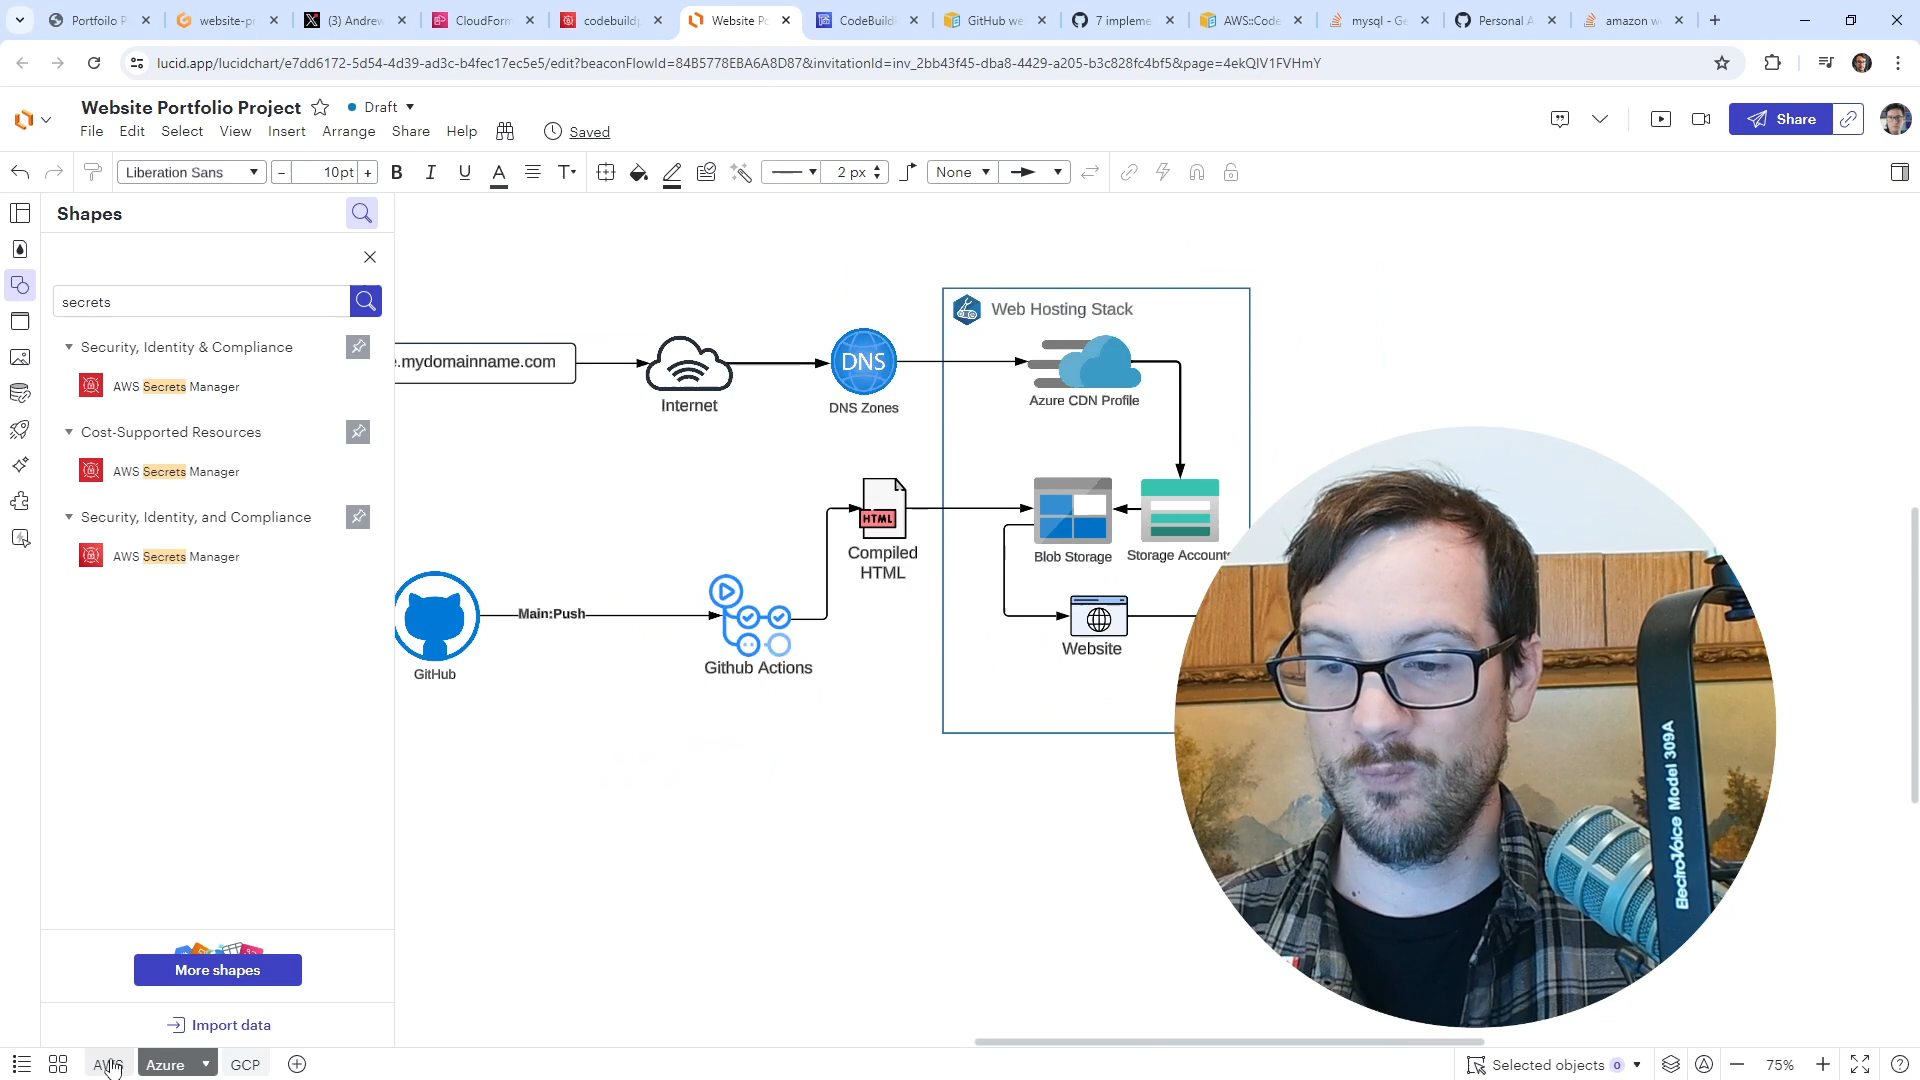 Portfoilo P
website-pr
(3) Andrew
CloudForm
codebuild
Website Po
CodeBuild
GitHub we
7 impleme
AWS::Code
mysql - Ge
Personal A
amazon w
lucid.app/lucidchart/e7dd6172-5d54-4d39-ad3c-b4fec17ec5e5/edit?beaconFlowId=84B5778EBA6A8D87&invitationId=inv_2bb43f45-dba8-4429-a205-b3c828fc4bf5&page=4ekQIV1FVHmY
Website Portfolio Project
Draft
File
Edit
Select
View
Insert
Arrange
Share
Help
Saved
Share
Liberation Sans
10pt
B
I
U
A
T
2 px
None
Shapes
secrets
Security, Identity & Compliance
AWS Secrets Manager
Cost-Supported Resources
AWS Secrets Manager
Security, Identity, and Compliance
AWS Secrets Manager
More shapes
Import data
.mydomainname.com
Internet
DNS
DNS Zones
Web Hosting Stack
Azure CDN Profile
HTML
Compiled
HTML
Blob Storage
Storage Accounts
Website
GitHub
Main:Push
Github Actions
Electro-Voice Model 309A
AWS
Azure
GCP
Selected objects 0
75%